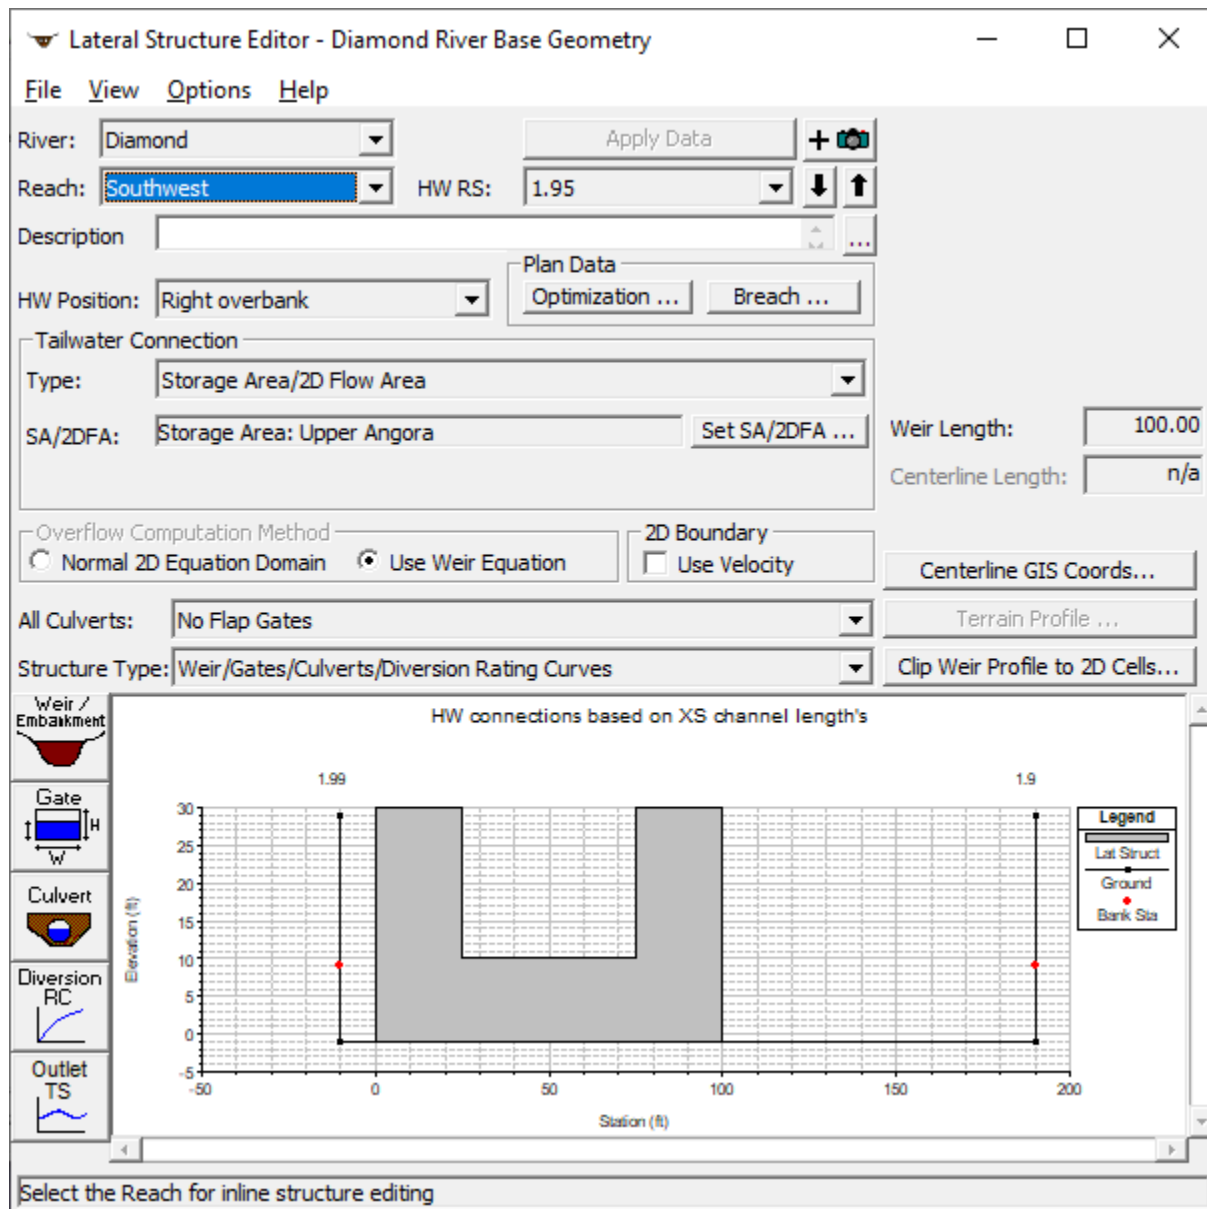 Lateral Structure Editor - Diamond River Base Geometry
File View Options Help
River: Diamond Apply Data +
Reach: Southwest HW RS: 1.95
Description ...
Plan Data
HW Position: Right overbank Optimization ... Breach ...
Tailwater Connection
Type: Storage Area/2D Flow Area
SA/2DFA: Storage Area: Upper Angora Set SA/2DFA ... Weir Length: 100.00
Centerline Length: n/a
Overflow Computation Method 2D Boundary
Normal 2D Equation Domain Use Weir Equation Use Velocity Centerline GIS Coords...
All Culverts: No Flap Gates Terrain Profile ...
Structure Type: Weir/Gates/Culverts/Diversion Rating Curves Clip Weir Profile to 2D Cells...
Weir /
Embankment
Gate
H
W
Culvert
Diversion
RC
Outlet
TS
HW connections based on XS channel length's
1.99 1.9
30
25
20
15
10
5
0
-5
Elevation (ft)
-50 0 50 100 150 200
Station (ft)
Legend
Lat Struct
Ground
Bank Sta
Select the Reach for inline structure editing